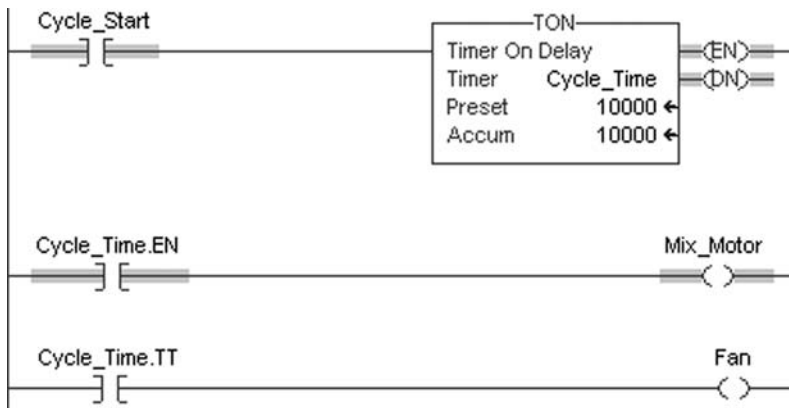 Cycle_Start
TON
Timer On Delay
EN
Timer Cycle_Time
DN
Preset 10000
Accum 10000
Cycle_Time.EN
Mix_Motor
Cycle_Time.TT
Fan